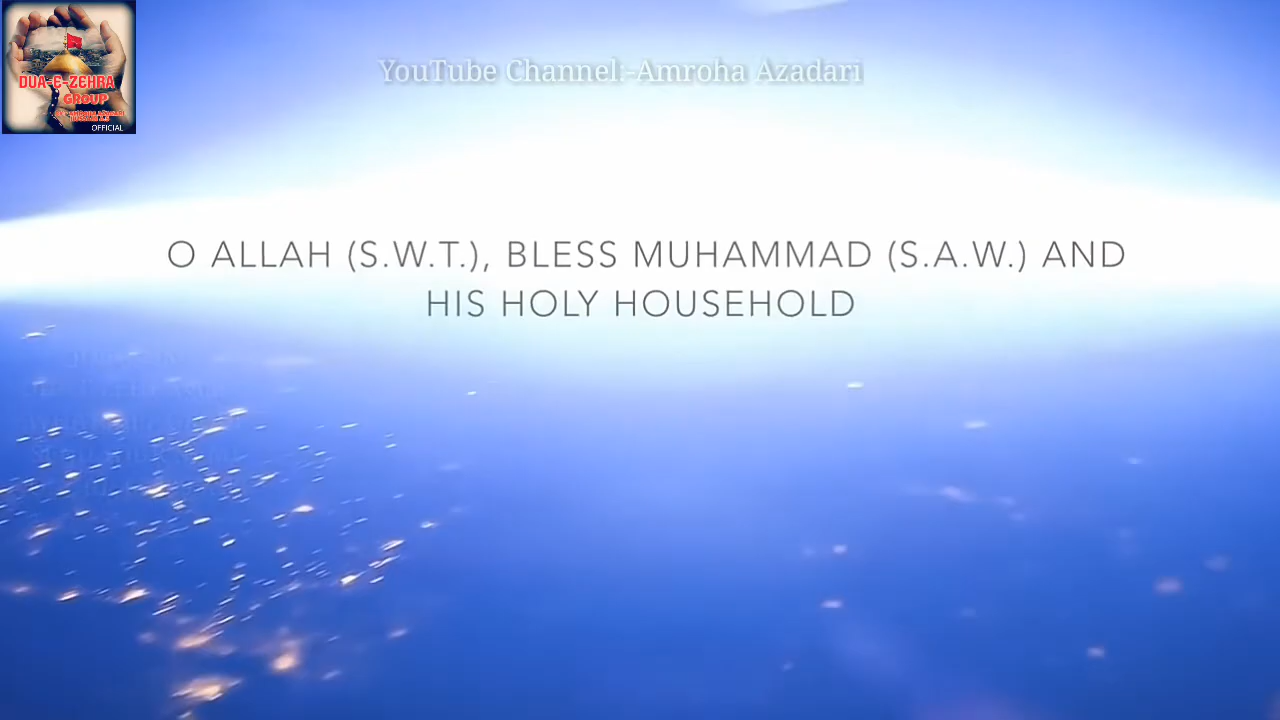 YouTube Channel:-Amroha Azadari
DUA-E-ZEHRA
GROUP
OFFICIAL
O ALLAH (S.W.T.), BLESS MUHAMMAD (S.A.W.) AND
HIS HOLY HOUSEHOLD